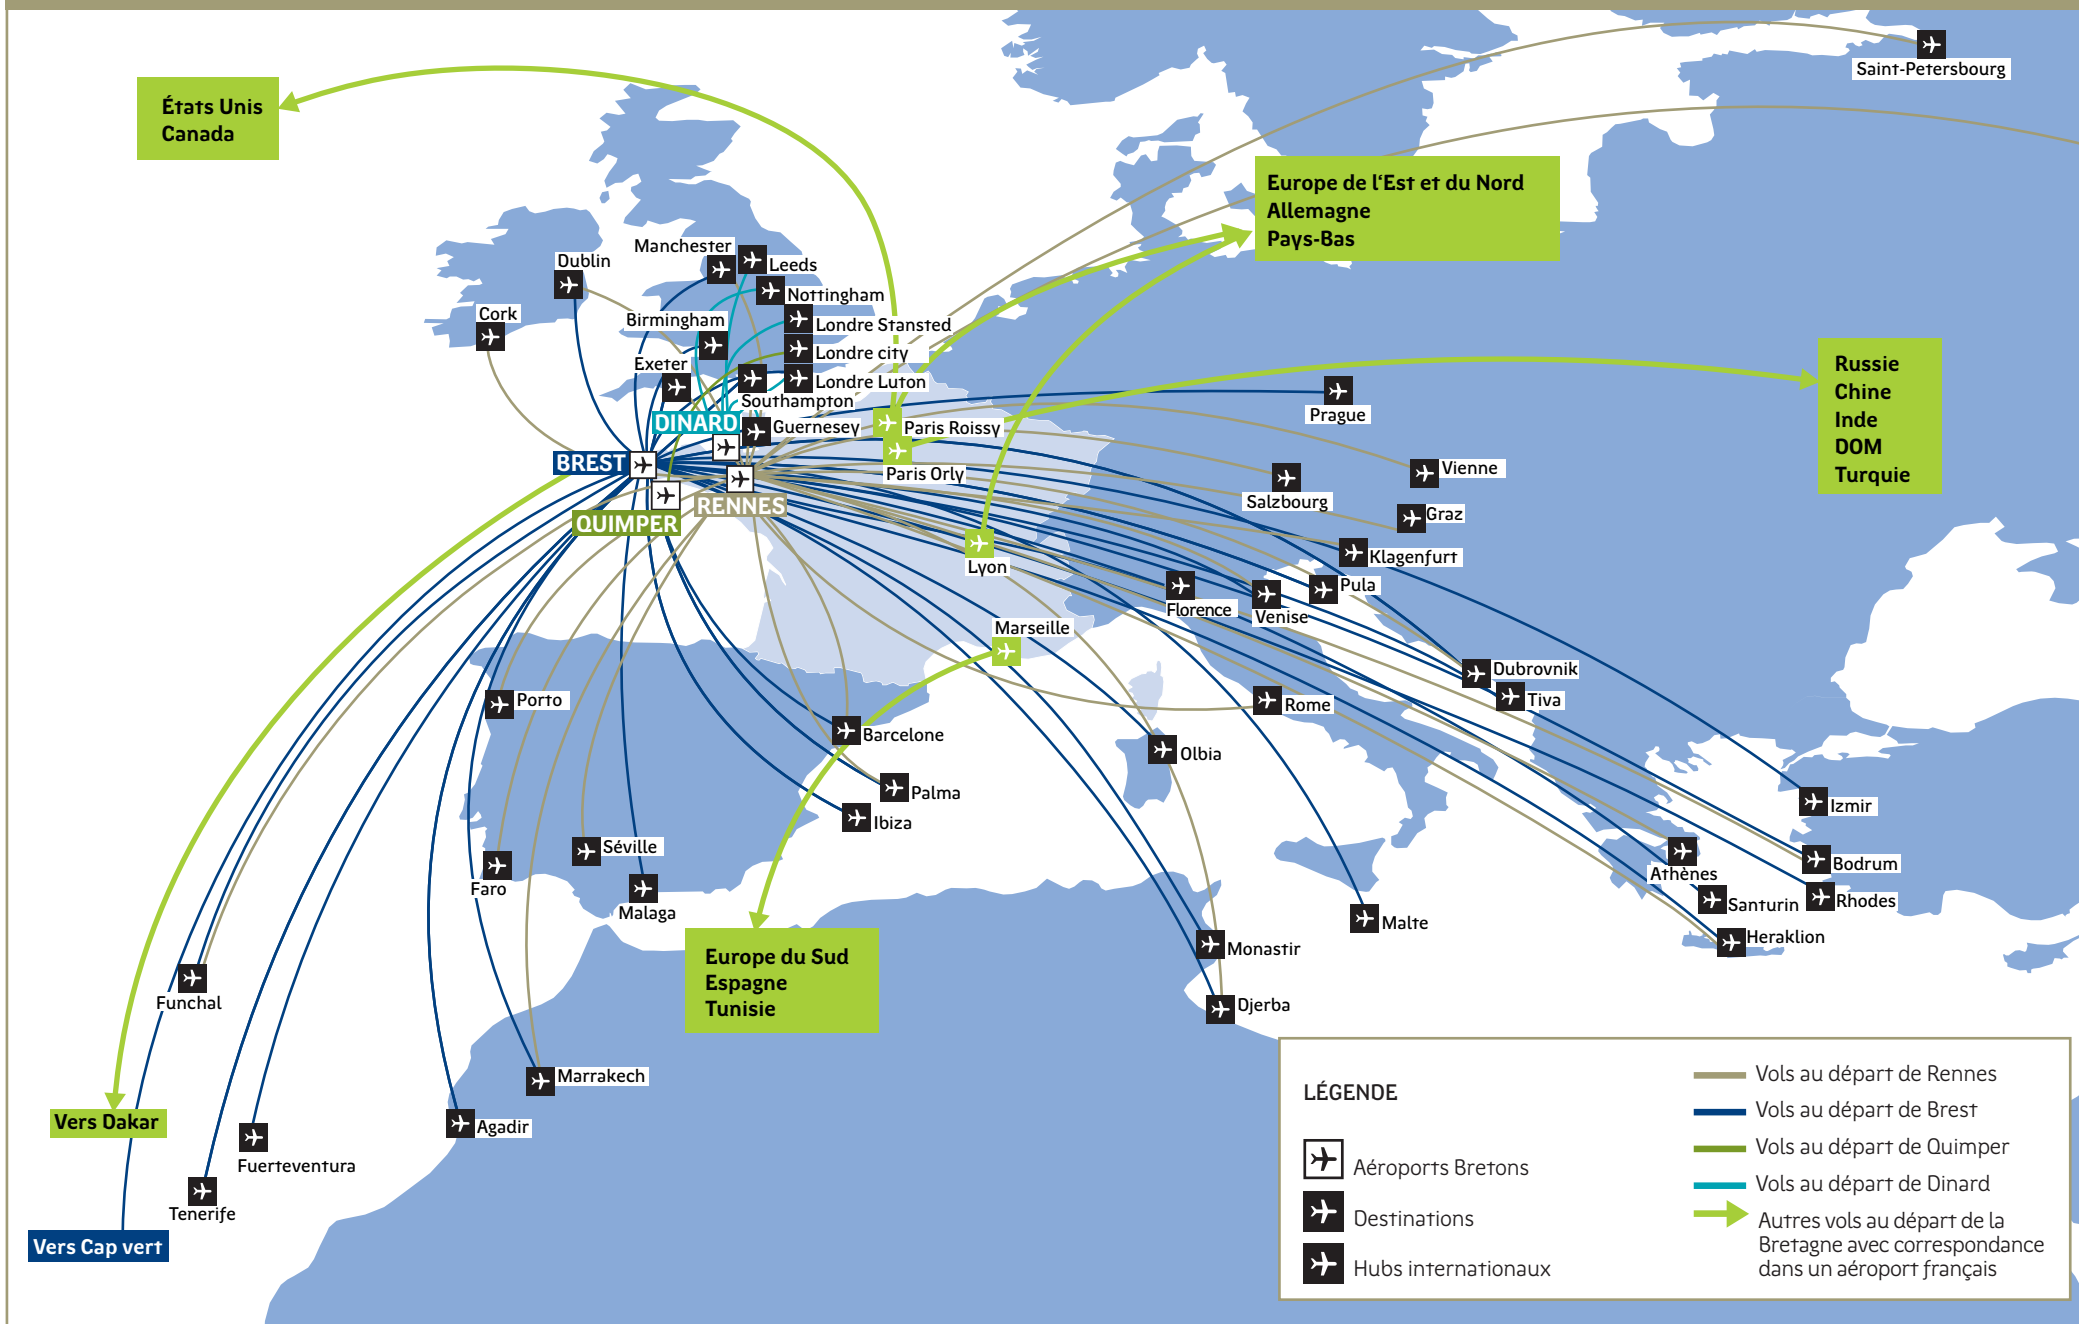 Saint-Petersbourg
États Unis
Canada
Europe de l'Est et du Nord
Allemagne
Pays-Bas
Manchester
Dublin
Leeds
Nottingham
Cork
Birmingham
Londre Stansted
Londre city
Exeter
Londre Luton
Southampton
Russie
Chine
Inde
DOM
Turquie
Prague
DINARD
Guernesey
Paris Roissy
BREST
Paris Orly
Vienne
Salzbourg
RENNES
QUIMPER
Graz
Lyon
Klagenfurt
Pula
Florence
Venise
Marseille
Dubrovnik
Tiva
Porto
Rome
Barcelone
Olbia
Palma
Ibiza
Izmir
Séville
Faro
Malaga
Athènes
Bodrum
Santurin
Rhodes
Malte
Heraklion
Monastir
Europe du Sud
Espagne
Tunisie
Funchal
Djerba
Marrakech
Vers Dakar
Agadir
Fuerteventura
Tenerife
Vers Cap vert
LÉGENDE
Aéroports Bretons
Destinations
Hubs internationaux
Vols au départ de Rennes
Vols au départ de Brest
Vols au départ de Quimper
Vols au départ de Dinard
Autres vols au départ de la
Bretagne avec correspondance
dans un aéroport français